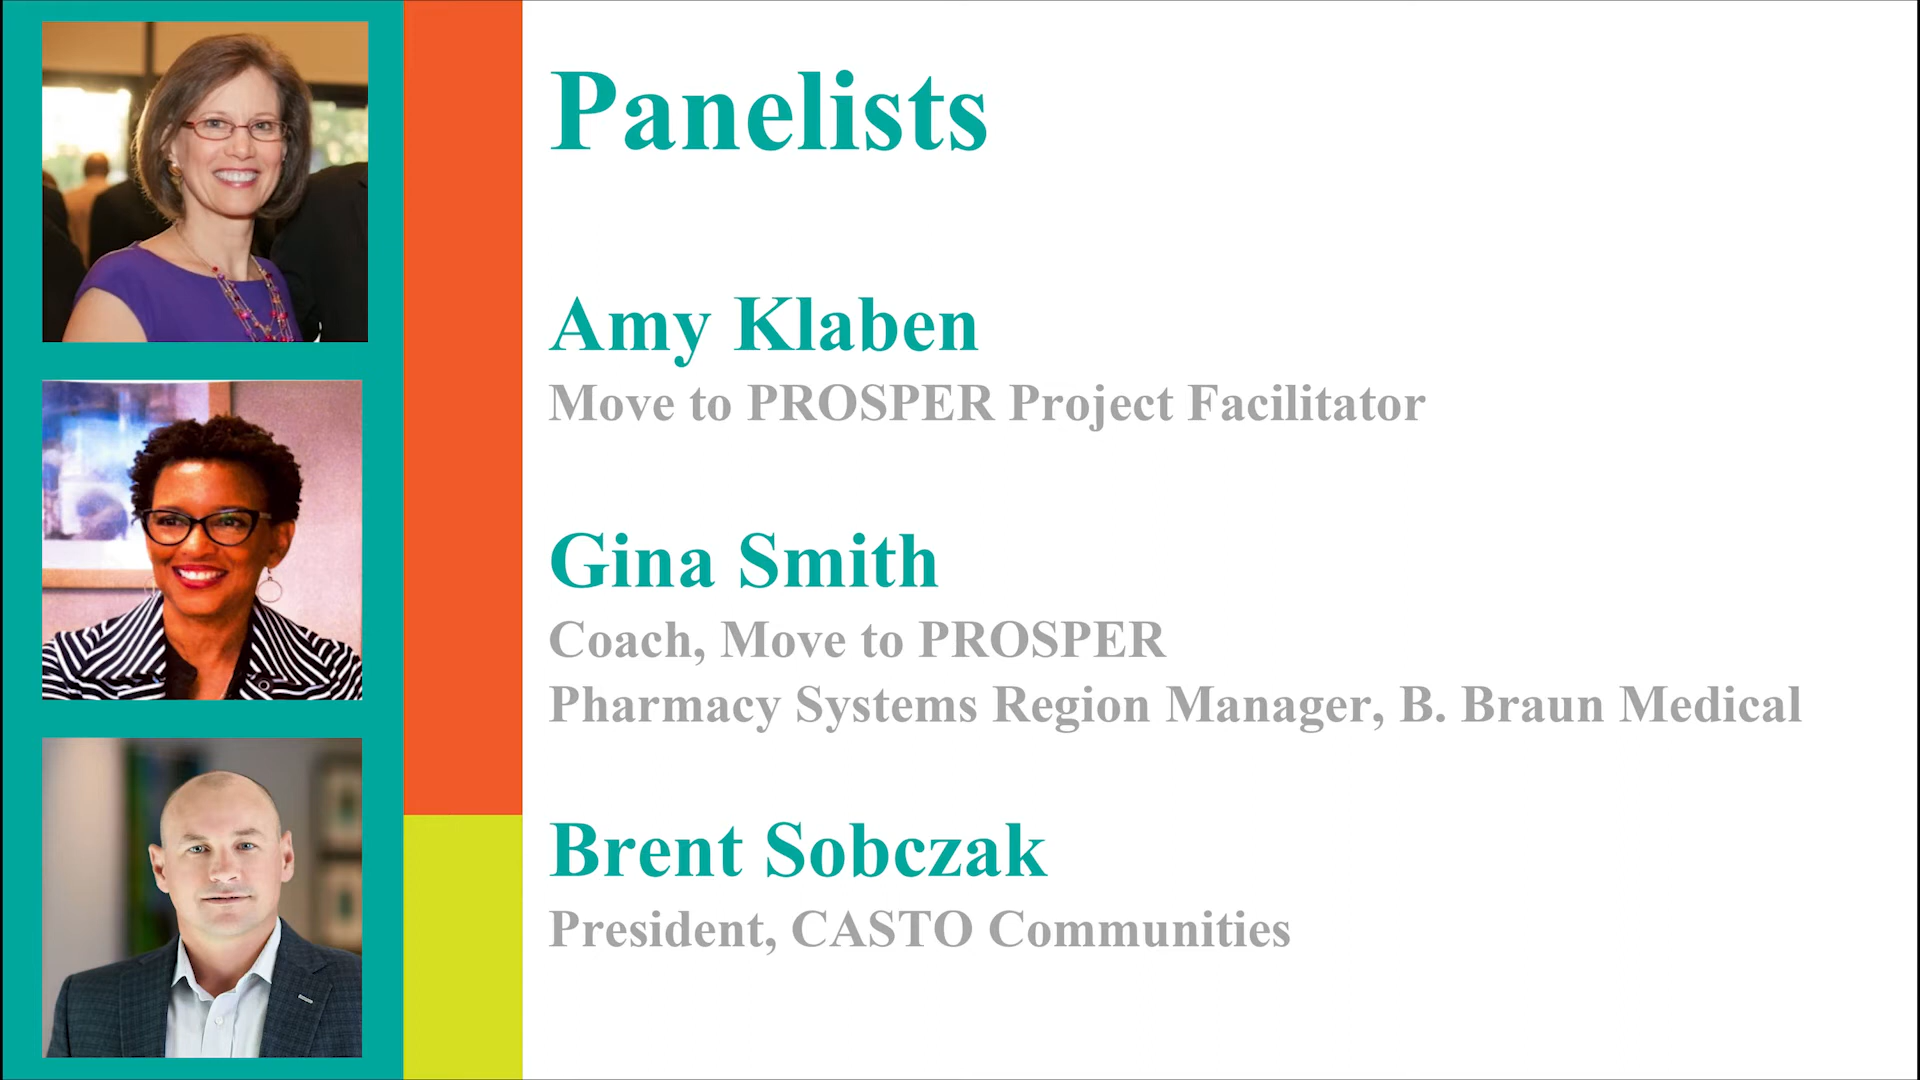 Panelists
Amy Klaben
Move to PROSPER Project Facilitator
Gina Smith
Coach, Move to PROSPER
Pharmacy Systems Region Manager, B. Braun Medical
Brent Sobczak
President, CASTO Communities